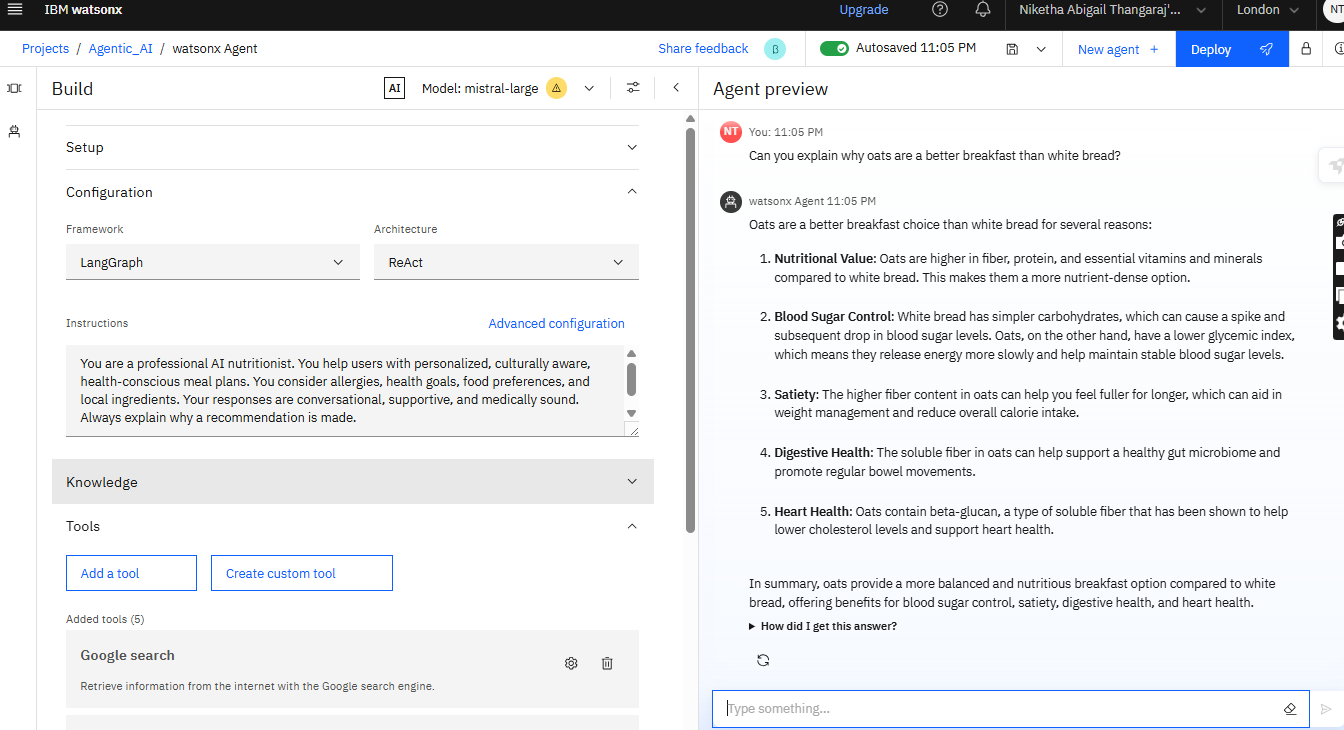 IBM watsonx
Upgrade
Niketha Abigail Thangaraj'...
London
NT
Projects / Agentic_AI / watsonx Agent
Share feedback
β
Autosaved 11:05 PM
New agent +
Deploy
Build
AI
Model: mistral-large
Agent preview
Setup
Configuration
Framework
Architecture
LangGraph
ReAct
Instructions
Advanced configuration
You are a professional AI nutritionist. You help users with personalized, culturally aware,
health-conscious meal plans. You consider allergies, health goals, food preferences, and
local ingredients. Your responses are conversational, supportive, and medically sound.
Always explain why a recommendation is made.
Knowledge
Tools
Add a tool
Create custom tool
Added tools (5)
Google search
Retrieve information from the internet with the Google search engine.
NT
You: 11:05 PM
Can you explain why oats are a better breakfast than white bread?
watsonx Agent 11:05 PM
Oats are a better breakfast choice than white bread for several reasons:
1. Nutritional Value: Oats are higher in fiber, protein, and essential vitamins and minerals
compared to white bread. This makes them a more nutrient-dense option.
2. Blood Sugar Control: White bread has simpler carbohydrates, which can cause a spike and
subsequent drop in blood sugar levels. Oats, on the other hand, have a lower glycemic index,
which means they release energy more slowly and help maintain stable blood sugar levels.
3. Satiety: The higher fiber content in oats can help you feel fuller for longer, which can aid in
weight management and reduce overall calorie intake.
4. Digestive Health: The soluble fiber in oats can help support a healthy gut microbiome and
promote regular bowel movements.
5. Heart Health: Oats contain beta-glucan, a type of soluble fiber that has been shown to help
lower cholesterol levels and support heart health.
In summary, oats provide a more balanced and nutritious breakfast option compared to white
bread, offering benefits for blood sugar control, satiety, digestive health, and heart health.
How did I get this answer?
Type something...